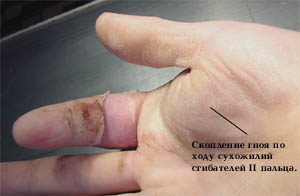 Скопление гноя по
ходу сухожилий
сгибателей II пальца.